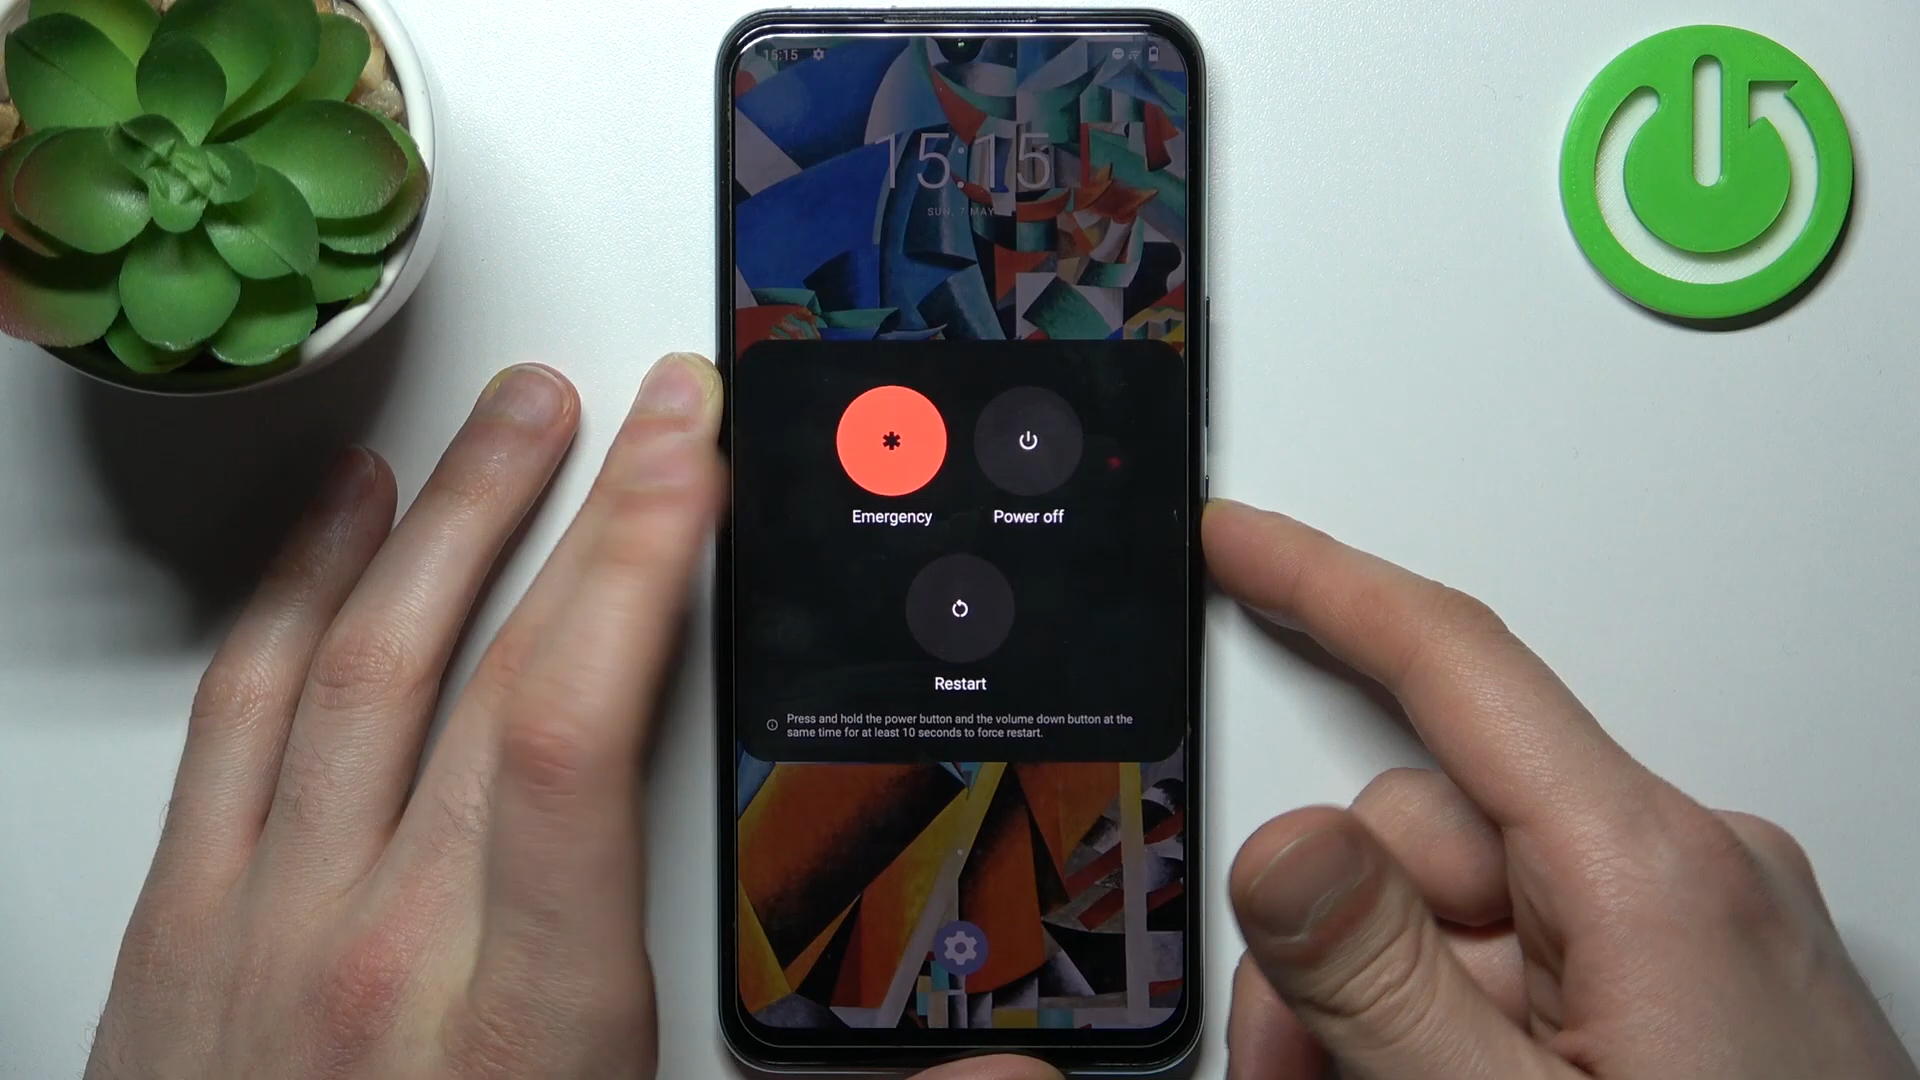 15:15
15:15
SUN, 7 MAY
Emergency
Power off
Restart
Press and hold the power button and the volume down button at the
same time for at least 10 seconds to force restart.